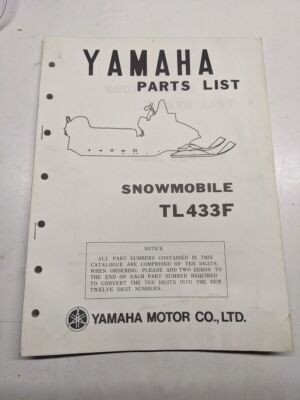 YAMAHA
PARTS LIST
SNOWMOBILE
TL433F
NOTICE
ALL PART NUMBERS CONTAINED IN THIS
CATALOGUE ARE COMPRISED OF TEN DIGITS.
WHEN ORDERING, PLEASE ADD TWO ZEROS TO
THE END OF EACH PART NUMBER REQUIRED
TO CONVERT THE TEN DIGITS INTO THE NEW
TWELVE DIGIT NUMBERS.
YAMAHA MOTOR CO., LTD.